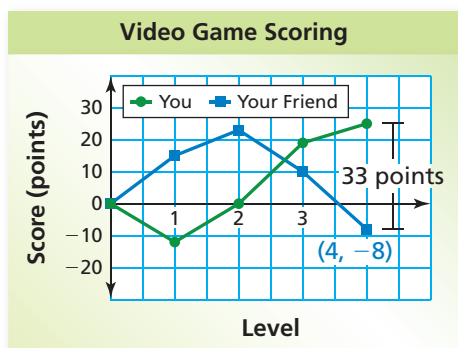 Video Game Scoring
You Your Friend
Score (points)
30
20
10
0
−10
−20
1 2 3
33 points
(4, −8)
Level